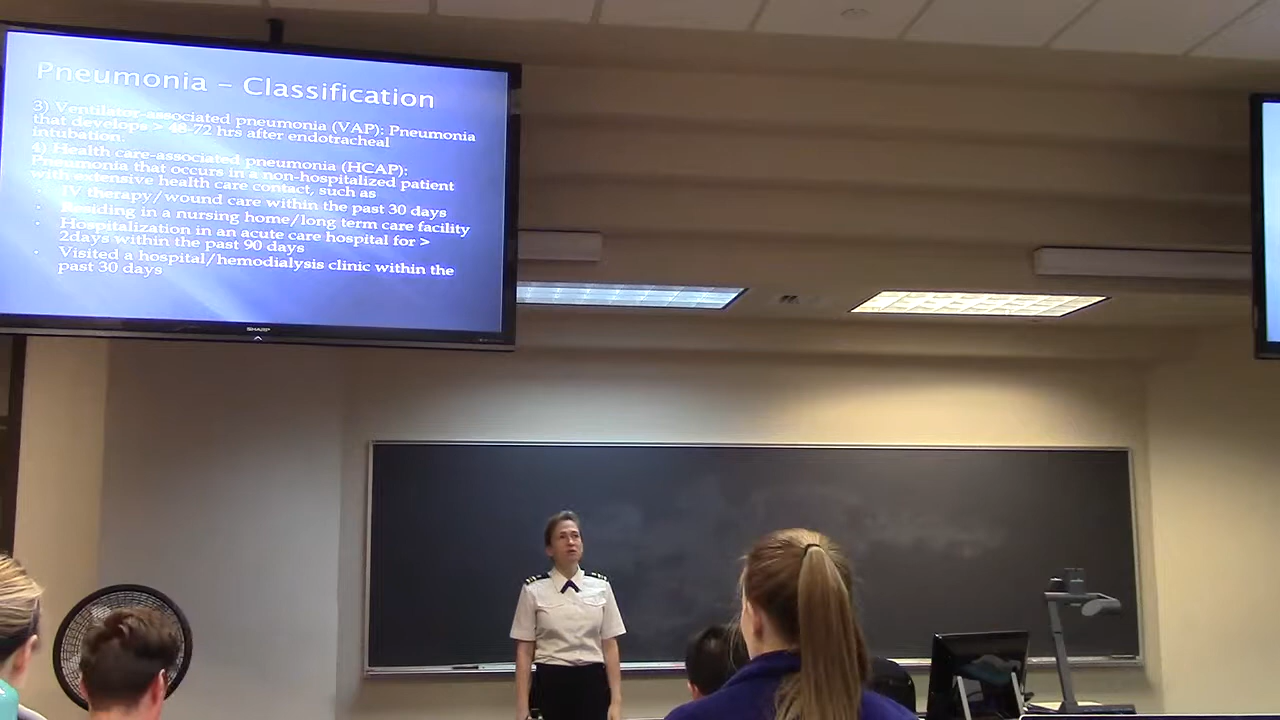 Pneumonia – Classification
3) Ventilator-associated pneumonia (VAP): Pneumonia
that develops > 48-72 hrs after endotracheal
intubation.
4) Health care-associated pneumonia (HCAP):
Pneumonia that occurs in a non-hospitalized patient
with extensive health care contact, such as
· IV therapy/wound care within the past 30 days
· Residing in a nursing home/long term care facility
· Hospitalization in an acute care hospital for >
2days within the past 90 days
· Visited a hospital/hemodialysis clinic within the
past 30 days
SHARP